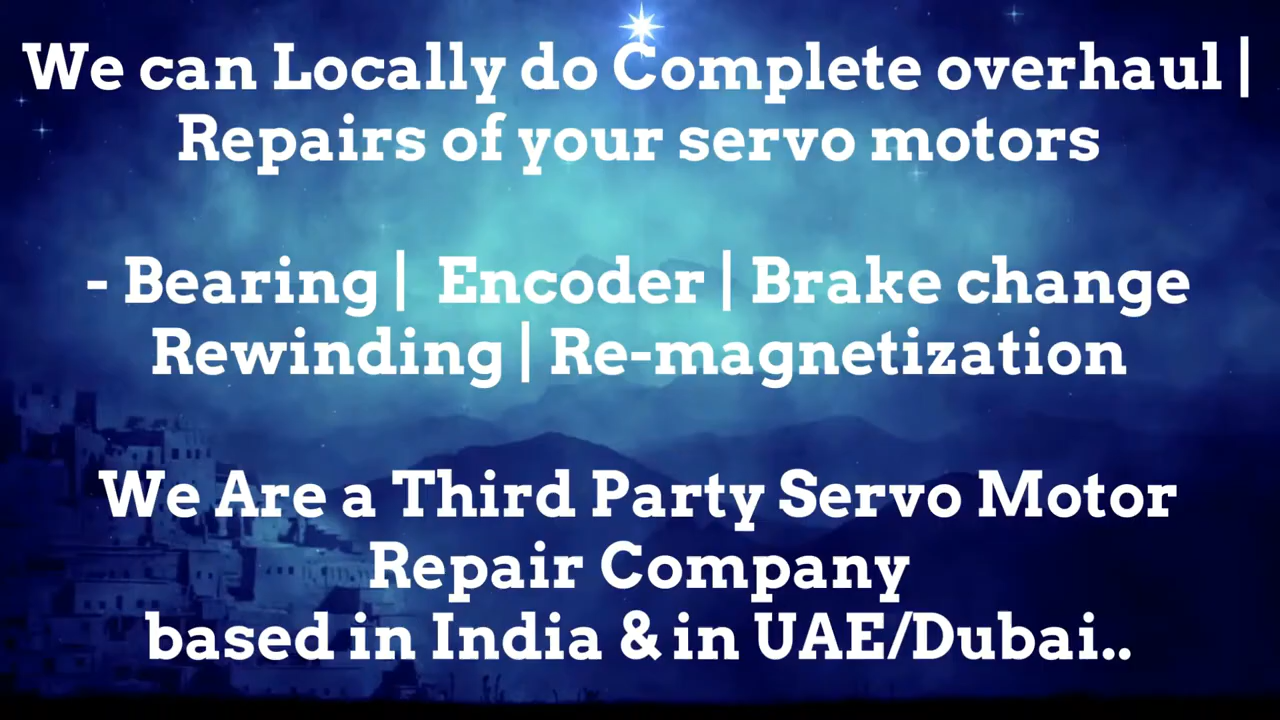 We can Locally do Complete overhaul |
Repairs of your servo motors
- Bearing | Encoder | Brake change
Rewinding | Re-magnetization
We Are a Third Party Servo Motor
Repair Company
based in India & in UAE/Dubai..